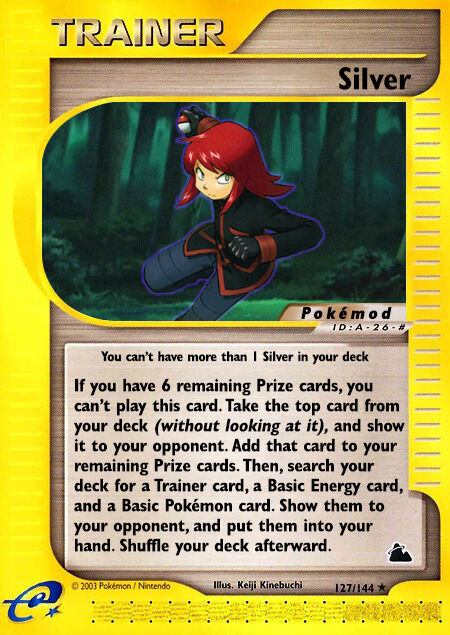 TRAINER
Silver
Pokémod
ID:A-26-#
You can't have more than 1 Silver in your deck
If you have 6 remaining Prize cards, you
can't play this card. Take the top card from
your deck (without looking at it), and show
it to your opponent. Add that card to your
remaining Prize cards. Then, search your
deck for a Trainer card, a Basic Energy card,
and a Basic Pokémon card. Show them to
your opponent, and put them into your
hand. Shuffle your deck afterward.
© 2003 Pokémon / Nintendo Illus. Keiji Kinebuchi 127/144 ★
e